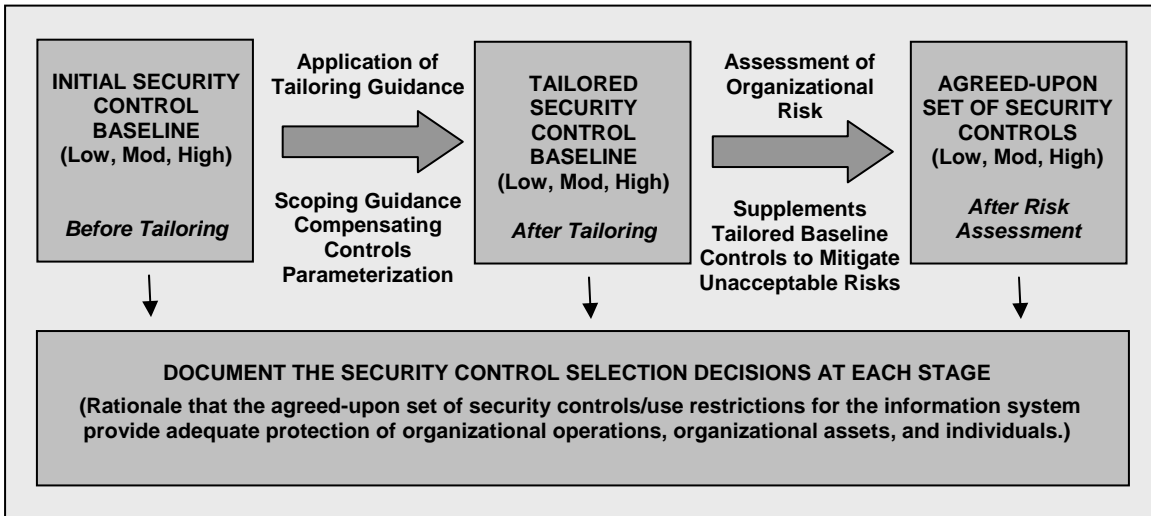 INITIAL SECURITY
CONTROL
BASELINE
(Low, Mod, High)
Before Tailoring
Application of
Tailoring Guidance
Scoping Guidance
Compensating
Controls
Parameterization
TAILORED
SECURITY
CONTROL
BASELINE
(Low, Mod, High)
After Tailoring
Assessment of
Organizational
Risk
Supplements
Tailored Baseline
Controls to Mitigate
Unacceptable Risks
AGREED-UPON
SET OF SECURITY
CONTROLS
(Low, Mod, High)
After Risk
Assessment
DOCUMENT THE SECURITY CONTROL SELECTION DECISIONS AT EACH STAGE
(Rationale that the agreed-upon set of security controls/use restrictions for the information system
provide adequate protection of organizational operations, organizational assets, and individuals.)